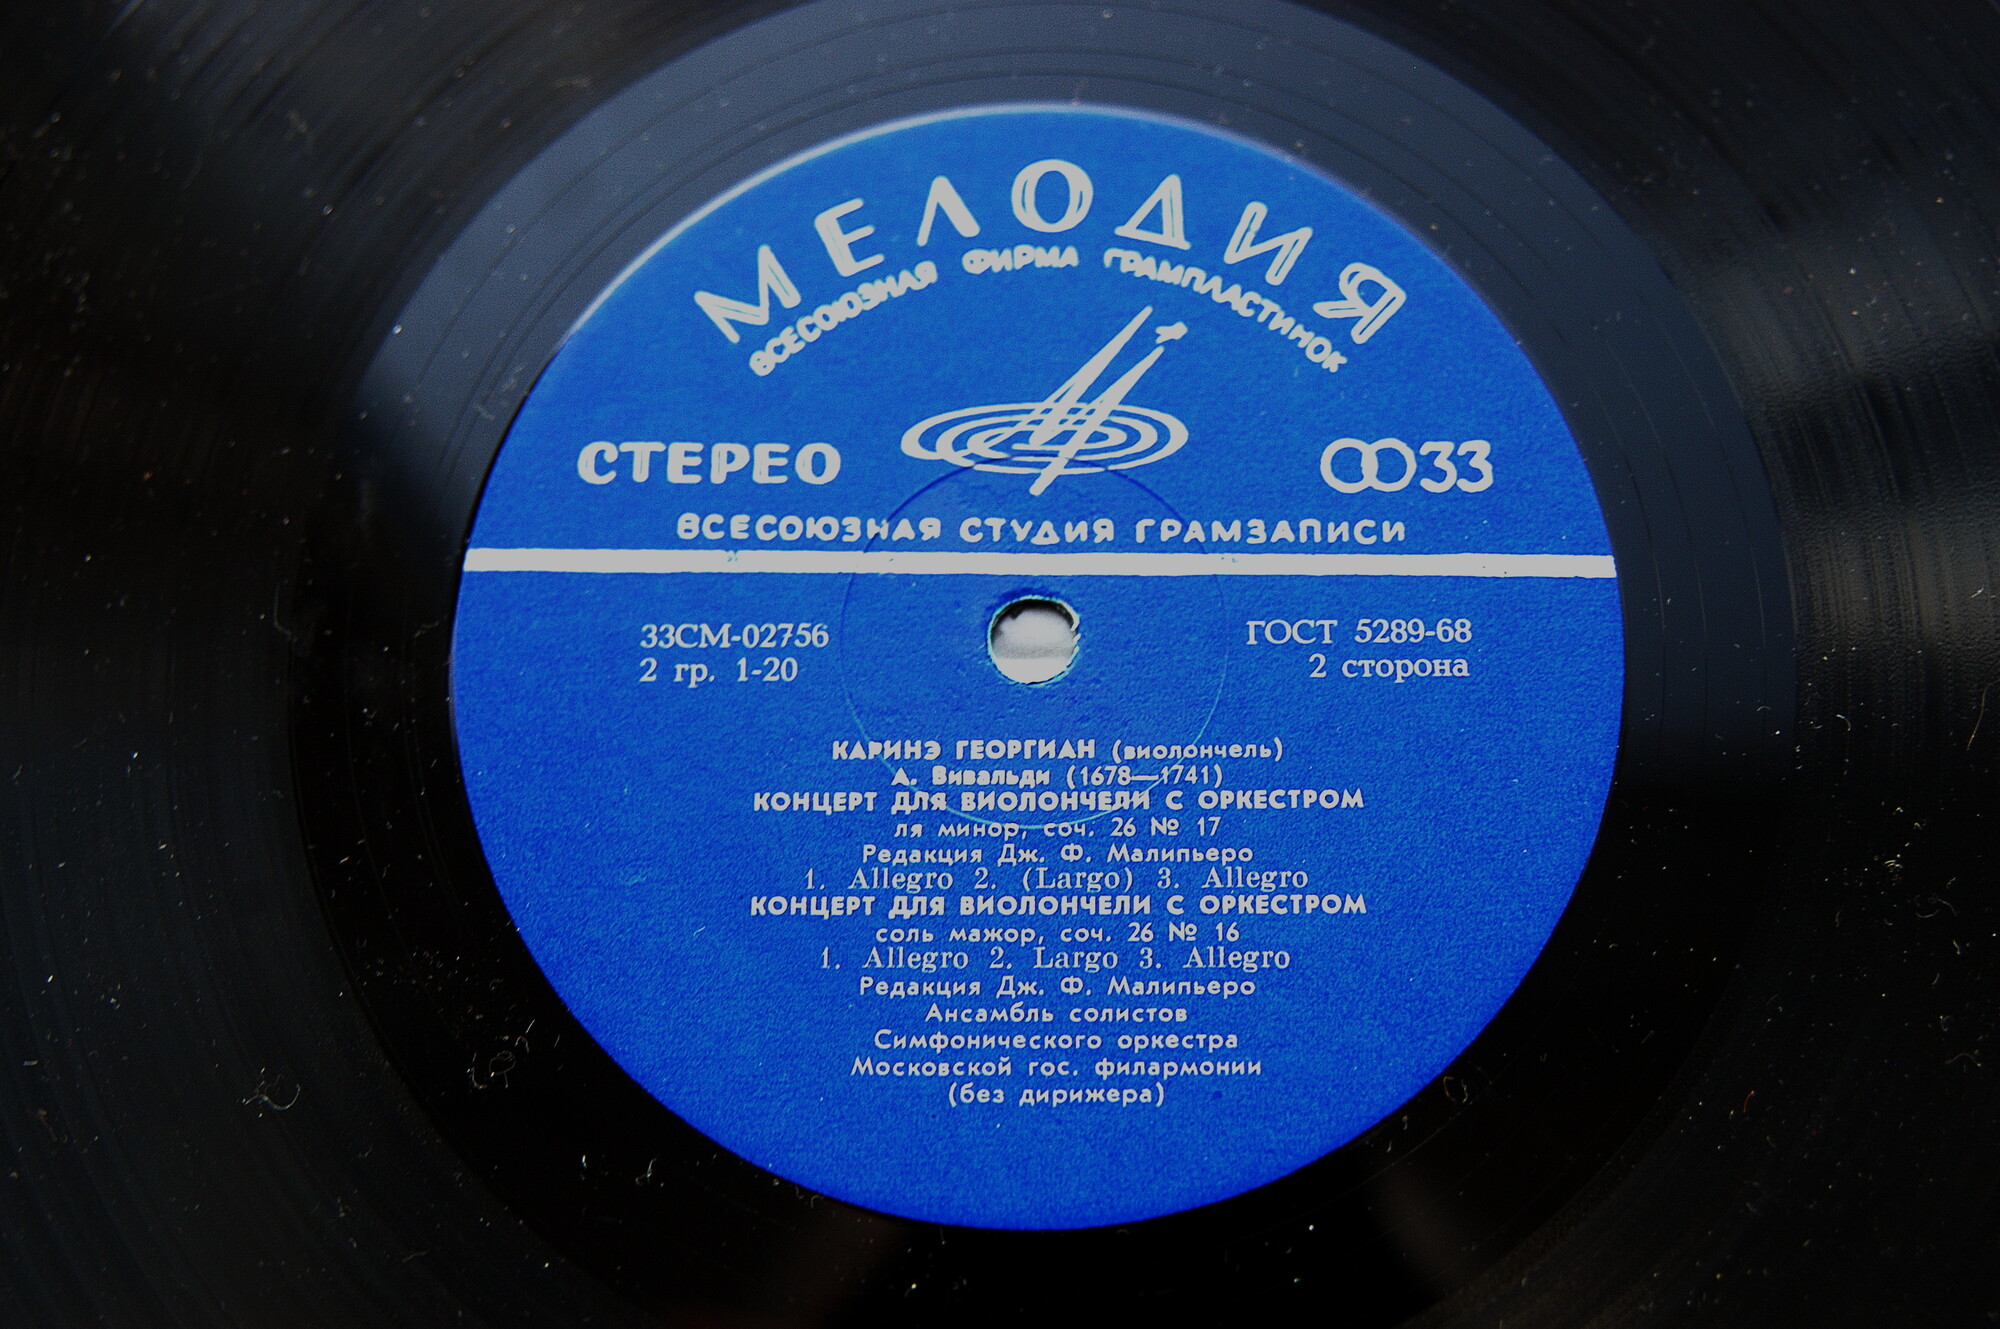 МЕЛОДИЯ
ВСЕСОЮЗНАЯ ФИРМА ГРАМПЛАСТИНОК
СТЕРЕО
33
ВСЕСОЮЗНАЯ СТУДИЯ ГРАМЗАПИСИ
33СМ-02756
2 гр. 1-20
ГОСТ 5289-68
2 сторона
КАРИНЭ ГЕОРГИАН (виолончель)
А. Вивальди (1678—1741)
КОНЦЕРТ ДЛЯ ВИОЛОНЧЕЛИ С ОРКЕСТРОМ
ля минор, соч. 26 № 17
Редакция Дж. Ф. Малипьеро
1. Allegro 2. (Largo) 3. Allegro
КОНЦЕРТ ДЛЯ ВИОЛОНЧЕЛИ С ОРКЕСТРОМ
соль мажор, соч. 26 № 16
1. Allegro 2. Largo 3. Allegro
Редакция Дж. Ф. Малипьеро
Ансамбль солистов
Симфонического оркестра
Московской гос. филармонии
(без дирижера)